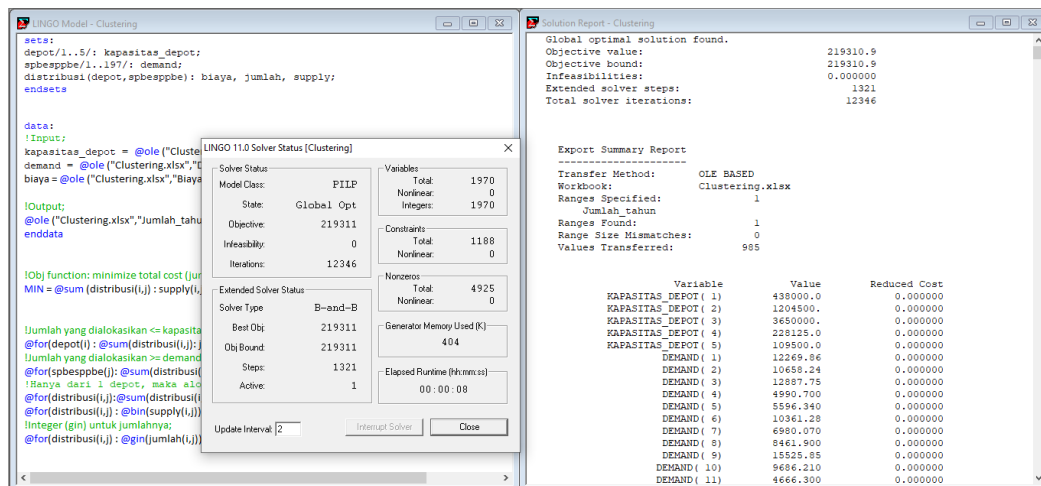 LINGO Model - Clustering
sets:
depot/1..5/: kapasitas_depot;
spbesppbe/1..197/: demand;
distribusi(depot,spbesppbe): biaya, jumlah, supply;
endsets
data:
!Input;
kapasitas_depot = @ole ("Cluste
demand = @ole ("Clustering.xlsx","D
biaya = @ole ("Clustering.xlsx","Biaya
!Output;
@ole ("Clustering.xlsx","Jumlah_tahu
enddata
!Obj function: minimize total cost (jur
MIN = @sum (distribusi(i,j) : supply(i,
!Jumlah yang dialokasikan <= kapasita
@for(depot(i) : @sum(distribusi(i,j): j
!Jumlah yang dialokasikan >= demand
@for(spbesppbe(j): @sum(distribusi(
!Hanya dari 1 depot, maka alo
@for(distribusi(i,j):@sum(distribusi(i
@for(distribusi(i,j) : @bin(supply(i,j))
!Integer (gin) untuk jumlahnya;
@for(distribusi(i,j) : @gin(jumlah(i,j))
LINGO 11.0 Solver Status [Clustering]
Solver Status
Model Class: PILP
State: Global Opt
Objective: 219311
Infeasibility: 0
Iterations: 12346
Extended Solver Status
Solver Type B-and-B
Best Obj: 219311
Obj Bound: 219311
Steps: 1321
Active: 1
Variables
Total: 1970
Nonlinear: 0
Integers: 1970
Constraints
Total: 1188
Nonlinear: 0
Nonzeros
Total: 4925
Nonlinear: 0
Generator Memory Used (K)
404
Elapsed Runtime (hh:mm:ss)
00:00:08
Update Interval: 2
Interrupt Solver
Close
Solution Report - Clustering
Global optimal solution found.
Objective value: 219310.9
Objective bound: 219310.9
Infeasibilities: 0.000000
Extended solver steps: 1321
Total solver iterations: 12346
Export Summary Report
---------------------
Transfer Method: OLE BASED
Workbook: Clustering.xlsx
Ranges Specified: 1
Jumlah_tahun
Ranges Found: 1
Range Size Mismatches: 0
Values Transferred: 985
Variable Value Reduced Cost
KAPASITAS_DEPOT( 1) 438000.0 0.000000
KAPASITAS_DEPOT( 2) 1204500. 0.000000
KAPASITAS_DEPOT( 3) 3650000. 0.000000
KAPASITAS_DEPOT( 4) 228125.0 0.000000
KAPASITAS_DEPOT( 5) 109500.0 0.000000
DEMAND( 1) 12269.86 0.000000
DEMAND( 2) 10658.24 0.000000
DEMAND( 3) 12887.75 0.000000
DEMAND( 4) 4990.700 0.000000
DEMAND( 5) 5596.340 0.000000
DEMAND( 6) 10361.28 0.000000
DEMAND( 7) 6980.070 0.000000
DEMAND( 8) 8461.900 0.000000
DEMAND( 9) 15525.85 0.000000
DEMAND( 10) 9686.210 0.000000
DEMAND( 11) 4666.300 0.000000